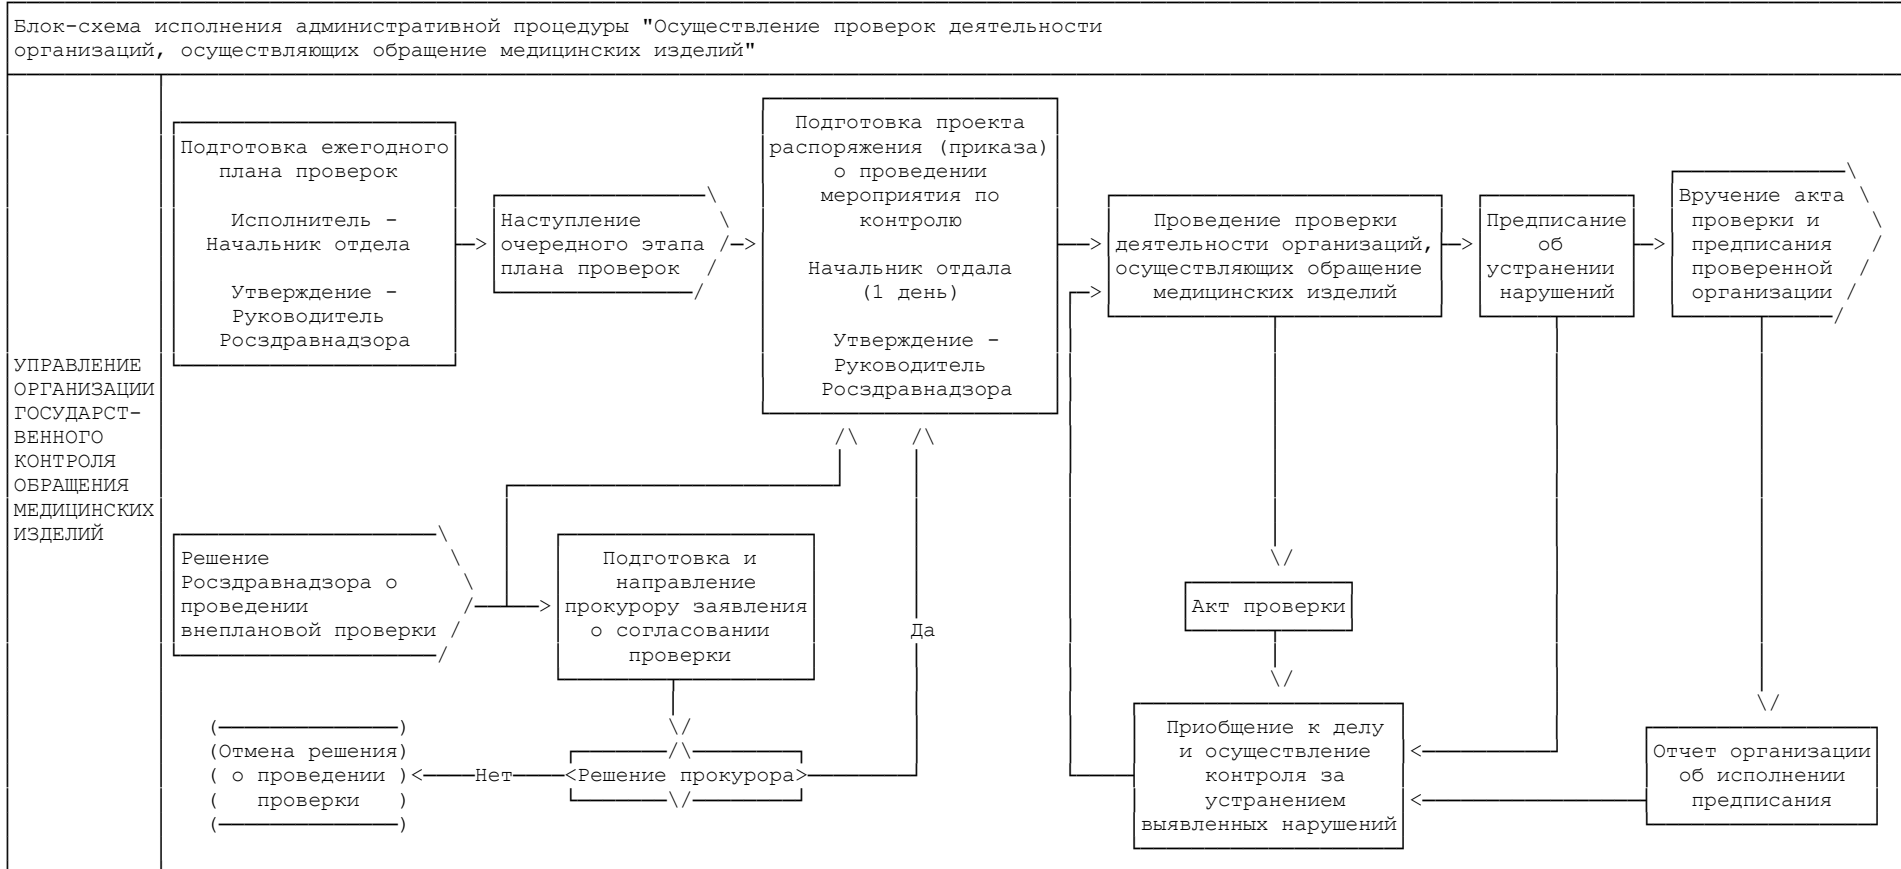 Блок-схема исполнения административной процедуры "Осуществление проверок деятельности
организаций, осуществляющих обращение медицинских изделий"
УПРАВЛЕНИЕ
ОРГАНИЗАЦИИ
ГОСУДАРСТ-
ВЕННОГО
КОНТРОЛЯ
ОБРАЩЕНИЯ
МЕДИЦИНСКИХ
ИЗДЕЛИЙ
Подготовка ежегодного
плана проверок
Исполнитель -
Начальник отдела
Утверждение -
Руководитель
Росздравнадзора
Наступление
очередного этапа
плана проверок
Подготовка проекта
распоряжения (приказа)
о проведении
мероприятия по
контролю
Начальник отдала
(1 день)
Утверждение -
Руководитель
Росздравнадзора
Проведение проверки
деятельности организаций,
осуществляющих обращение
медицинских изделий
Предписание
об
устранении
нарушений
Вручение акта
проверки и
предписания
проверенной
организации
Решение
Росздравнадзора о
проведении
внеплановой проверки
Подготовка и
направление
прокурору заявления
о согласовании
проверки
Да
Акт проверки
(Отмена решения)
( о проведении )
( проверки )
Нет
<Решение прокурора>
Приобщение к делу
и осуществление
контроля за
устранением
выявленных нарушений
Отчет организации
об исполнении
предписания